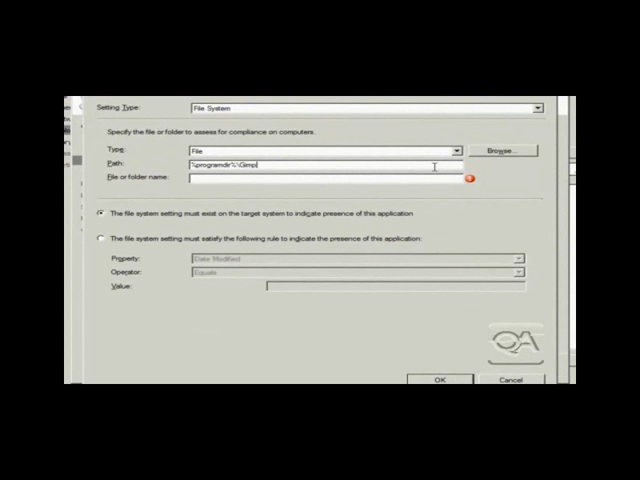 Setting Type: File System
Specify the file or folder to assess for compliance on computers.
Type: File Browse...
Path: %programdir%\Gimp
File or folder name:
The file system setting must exist on the target system to indicate presence of this application
The file system setting must satisfy the following rule to indicate the presence of this application:
Property: Date Modified
Operator: Equals
Value:
QA
OK Cancel